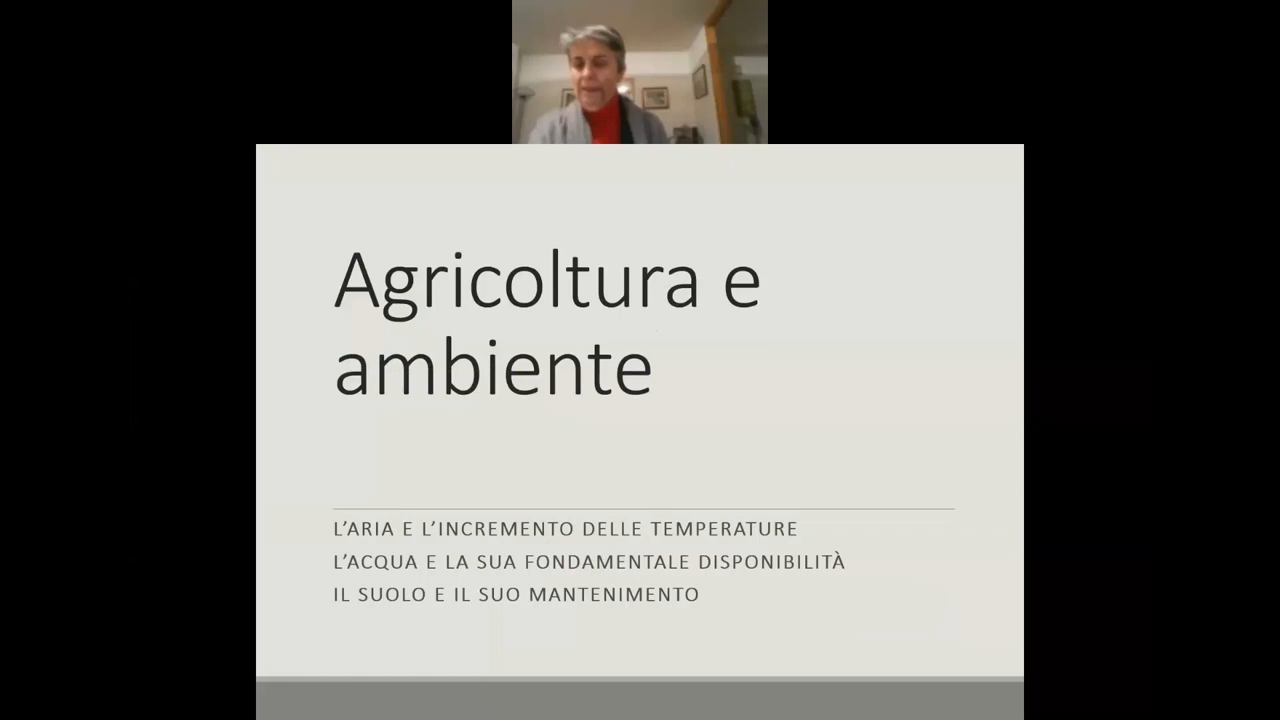 Agricoltura e
ambiente
L’ARIA E L’INCREMENTO DELLE TEMPERATURE
L’ACQUA E LA SUA FONDAMENTALE DISPONIBILITÀ
IL SUOLO E IL SUO MANTENIMENTO